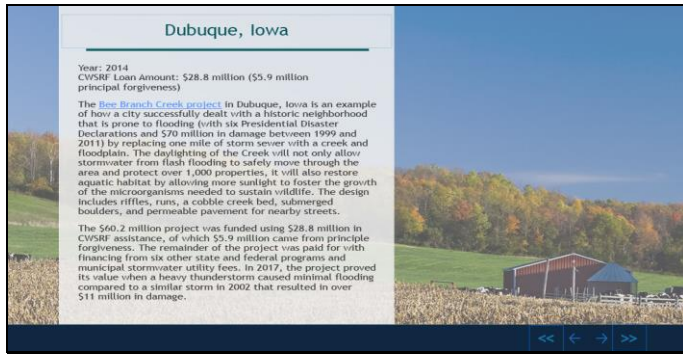 Dubuque, Iowa
Year: 2014
CWSRF Loan Amount: $28.8 million ($5.9 million
principal forgiveness)
The Bee Branch Creek project in Dubuque, Iowa is an example
of how a city successfully dealt with a historic neighborhood
that is prone to flooding (with six Presidential Disaster
Declarations and $70 million in damage between 1999 and
2011) by replacing one mile of storm sewer with a creek and
floodplain. The daylighting of the Creek will not only allow
stormwater from flash flooding to safely move through the
area and protect over 1,000 properties, it will also restore
aquatic habitat by allowing more sunlight to foster the growth
of the microorganisms needed to sustain wildlife. The design
includes riffles, runs, a cobble creek bed, submerged
boulders, and permeable pavement for nearby streets.
The $60.2 million project was funded using $28.8 million in
CWSRF assistance, of which $5.9 million came from principle
forgiveness. The remainder of the project was paid for with
financing from six other state and federal programs and
municipal stormwater utility fees. In 2017, the project proved
its value when a heavy thunderstorm caused minimal flooding
compared to a similar storm in 2002 that resulted in over
$11 million in damage.
<< ← → >>